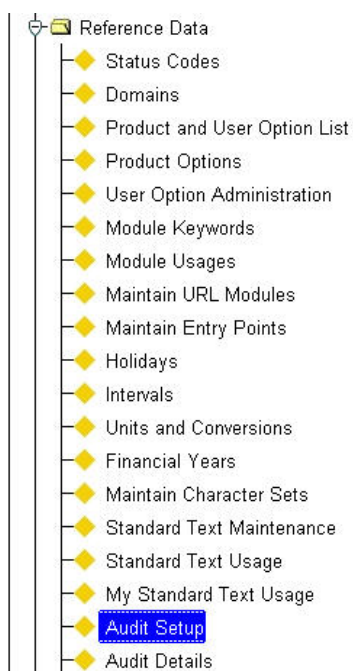 Reference Data
Status Codes
Domains
Product and User Option List
Product Options
User Option Administration
Module Keywords
Module Usages
Maintain URL Modules
Maintain Entry Points
Holidays
Intervals
Units and Conversions
Financial Years
Maintain Character Sets
Standard Text Maintenance
Standard Text Usage
My Standard Text Usage
Audit Setup
Audit Details